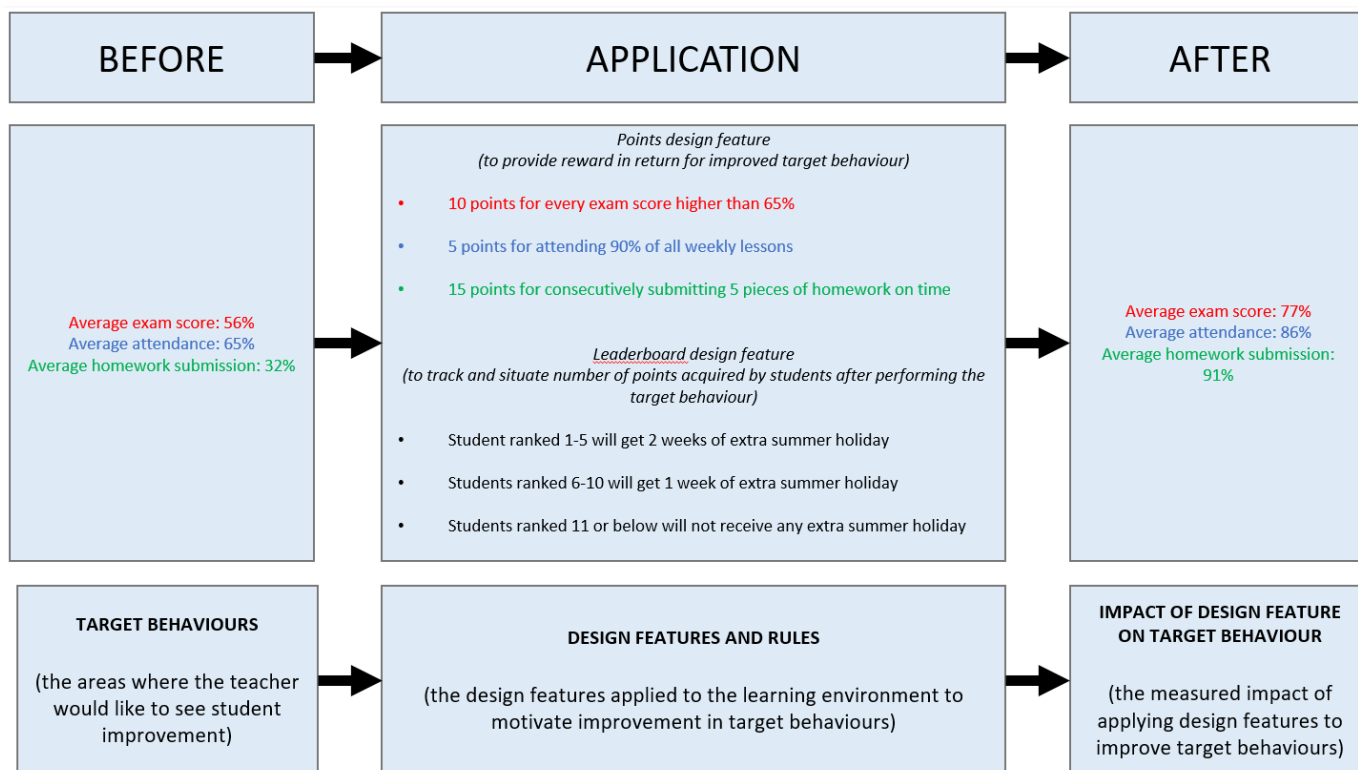 BEFORE
APPLICATION
AFTER
Average exam score: 56%
Average attendance: 65%
Average homework submission: 32%
Points design feature
(to provide reward in return for improved target behaviour)
• 10 points for every exam score higher than 65%
• 5 points for attending 90% of all weekly lessons
• 15 points for consecutively submitting 5 pieces of homework on time
Leaderboard design feature
(to track and situate number of points acquired by students after performing the
target behaviour)
• Student ranked 1-5 will get 2 weeks of extra summer holiday
• Students ranked 6-10 will get 1 week of extra summer holiday
• Students ranked 11 or below will not receive any extra summer holiday
Average exam score: 77%
Average attendance: 86%
Average homework submission:
91%
TARGET BEHAVIOURS
(the areas where the teacher
would like to see student
improvement)
DESIGN FEATURES AND RULES
(the design features applied to the learning environment to
motivate improvement in target behaviours)
IMPACT OF DESIGN FEATURE
ON TARGET BEHAVIOUR
(the measured impact of
applying design features to
improve target behaviours)